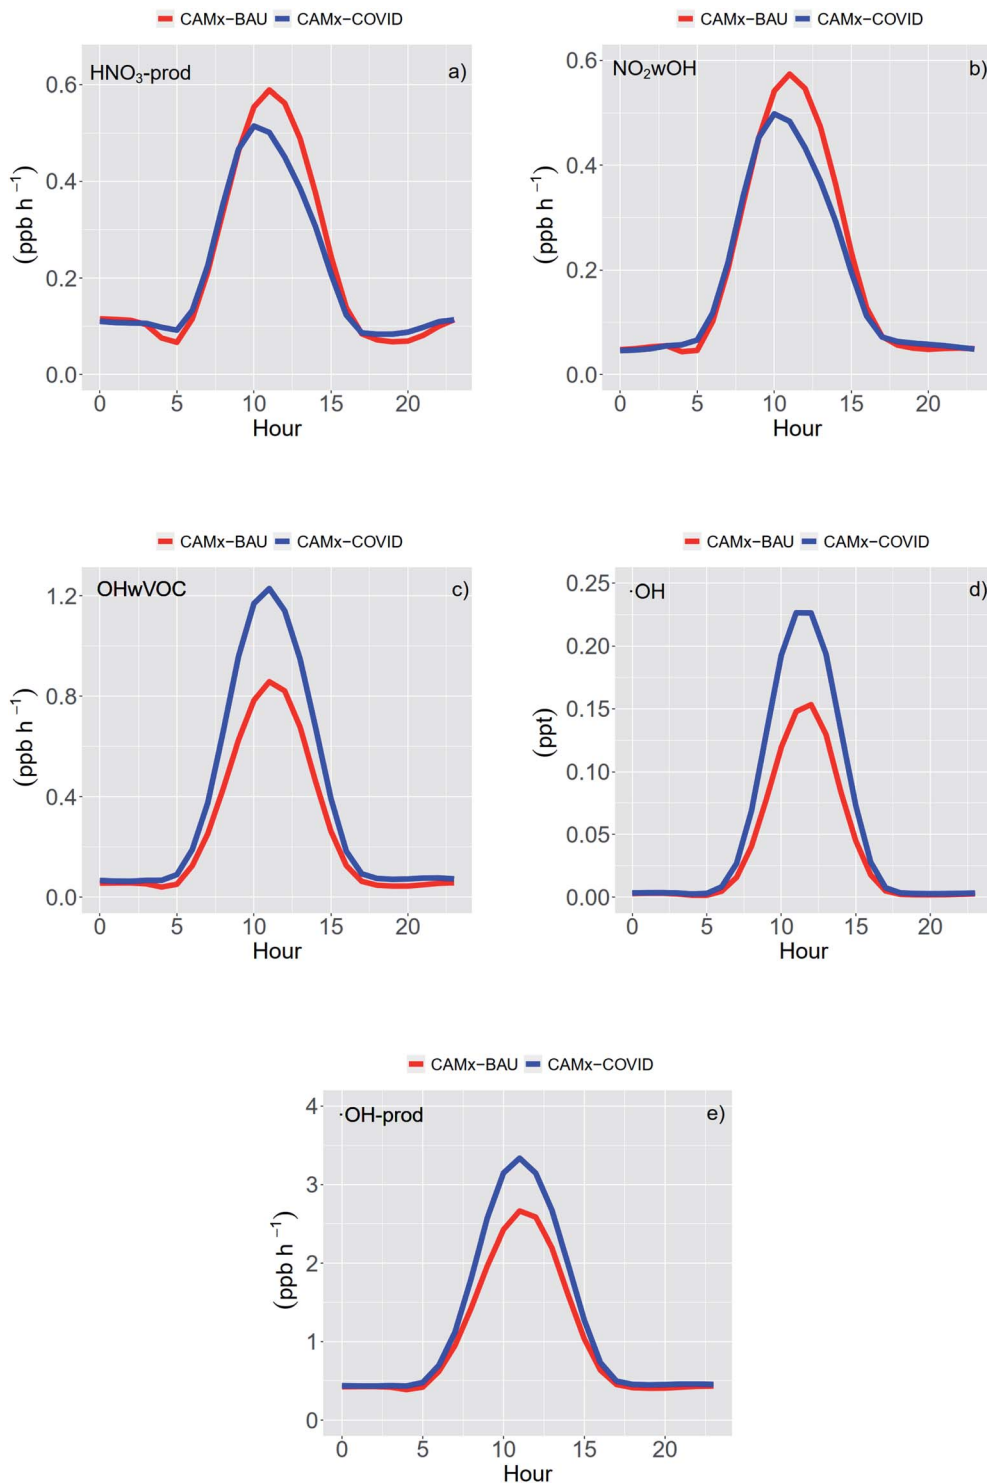 CAMx−BAU CAMx−COVID
HNO₃-prod a)
0.6
0.4
0.2
0.0
(ppb h⁻¹)
0 5 10 15 20
Hour
CAMx−BAU CAMx−COVID
NO₂wOH b)
0.6
0.4
0.2
0.0
(ppb h⁻¹)
0 5 10 15 20
Hour
CAMx−BAU CAMx−COVID
OHwVOC c)
1.2
0.8
0.4
0.0
(ppb h⁻¹)
0 5 10 15 20
Hour
CAMx−BAU CAMx−COVID
·OH d)
0.25
0.20
0.15
0.10
0.05
0.00
(ppt)
0 5 10 15 20
Hour
CAMx−BAU CAMx−COVID
·OH-prod e)
4
3
2
1
0
(ppb h⁻¹)
0 5 10 15 20
Hour